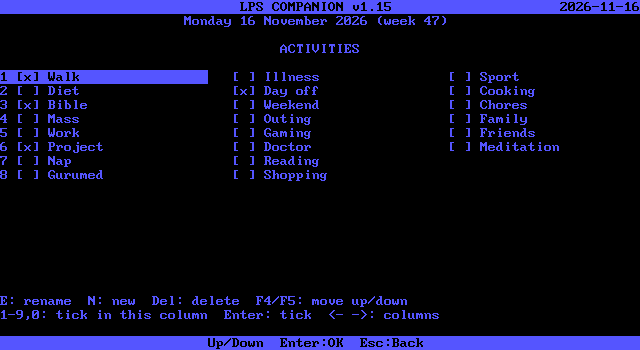 LPS COMPANION v1.15 2026-11-16
Monday 16 November 2026 (week 47)
ACTIVITIES
1 [x] Walk [ ] Illness [ ] Sport
2 [ ] Diet [x] Day off [ ] Cooking
3 [x] Bible [ ] Weekend [ ] Chores
4 [ ] Mass [ ] Outing [ ] Family
5 [ ] Work [ ] Gaming [ ] Friends
6 [x] Project [ ] Doctor [ ] Meditation
7 [ ] Nap [ ] Reading
8 [ ] Gurumed [ ] Shopping
E: rename N: new Del: delete F4/F5: move up/down
1-9,0: tick in this column Enter: tick <- ->: columns
Up/Down Enter:OK Esc:Back